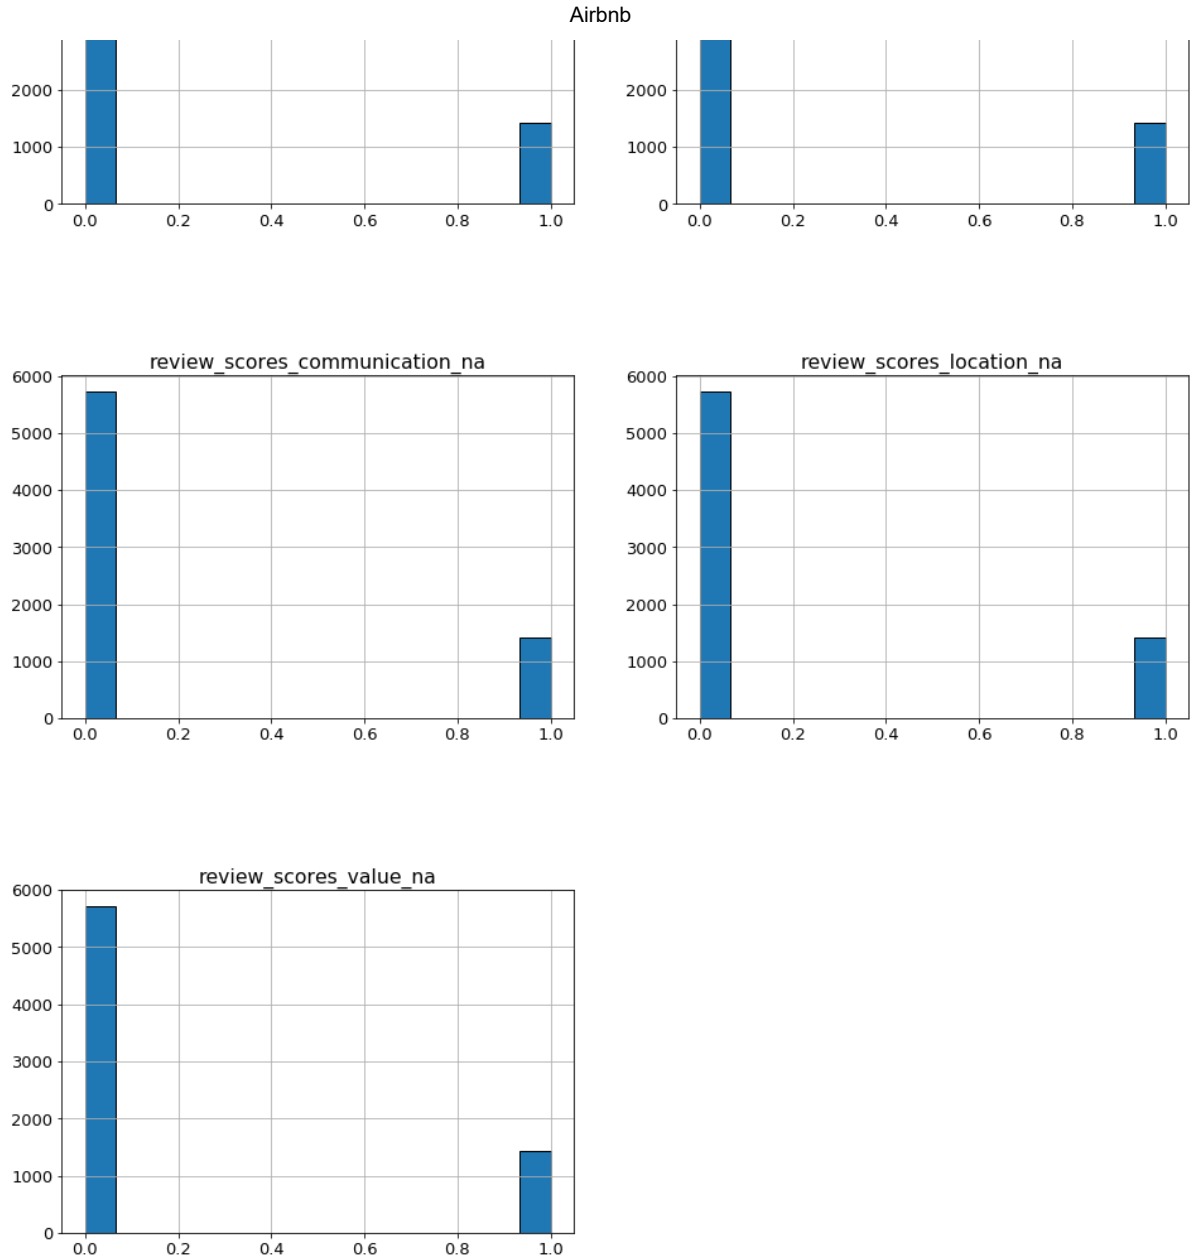 Airbnb
2000 2000
1000 1000
0 0
0.0 0.2 0.4 0.6 0.8 1.0 0.0 0.2 0.4 0.6 0.8 1.0
review_scores_communication_na review_scores_location_na
6000 6000
5000 5000
4000 4000
3000 3000
2000 2000
1000 1000
0 0
0.0 0.2 0.4 0.6 0.8 1.0 0.0 0.2 0.4 0.6 0.8 1.0
review_scores_value_na
6000
5000
4000
3000
2000
1000
0
0.0 0.2 0.4 0.6 0.8 1.0